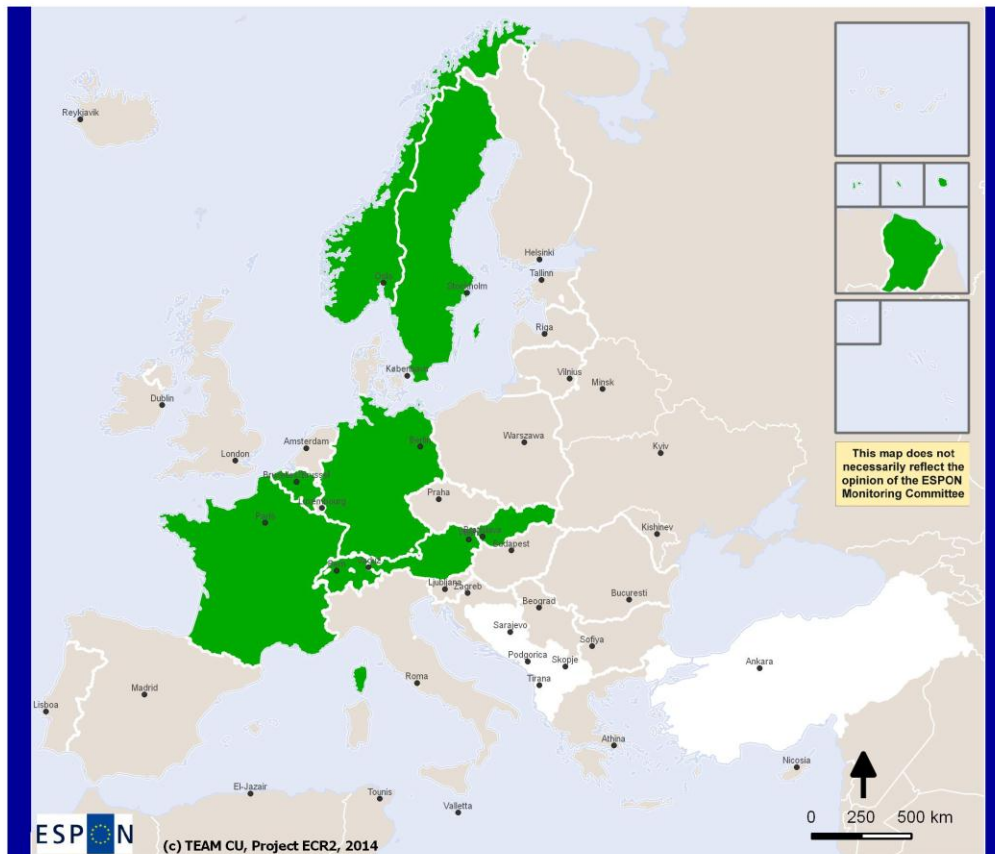 Reykjavik
Helsinki
Tallinn
Oslo
Stockholm
Riga
København
Vilnius
Minsk
Dublin
London
Amsterdam
Berlin
Warszawa
Kyiv
This map does not
necessarily reflect the
opinion of the ESPON
Monitoring Committee
Luxembourg
Praha
Paris
Bratislava
Budapest
Kishinev
Bern
Ljubljana
Zagreb
Beograd
Bucuresti
Sarajevo
Sofiya
Podgorica
Skopje
Tirana
Ankara
Roma
Madrid
Lisboa
Athina
Nicosia
El-Jazair
Tounis
Valletta
0 250 500 km
ESPON
(c) TEAM CU, Project ECR2, 2014